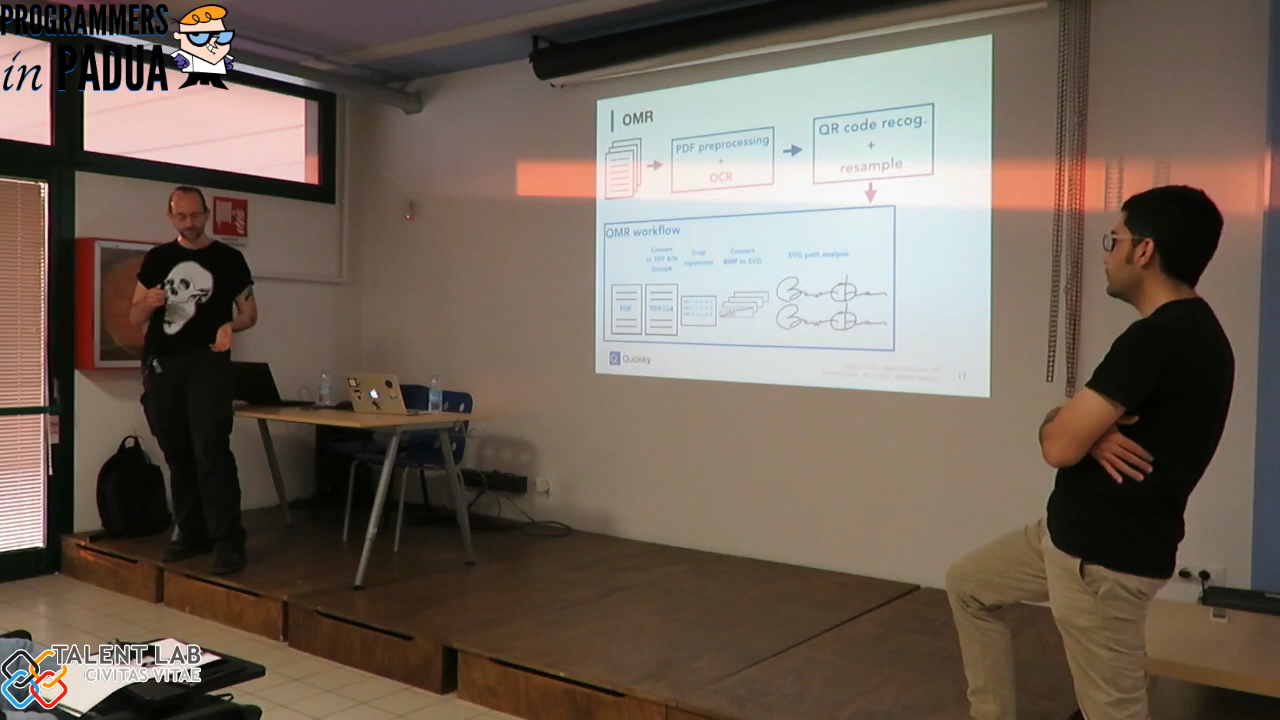 PROGRAMMERS
in PADUA
OMR
PDF preprocessing
+
OCR
QR code recog.
+
resample
OMR workflow
Convert
to TIFF B/N
Group4
Crop
signatures
Convert
BMP to SVG
SVG path analysis
PDF
TIFF/G4
Q Quokky
17
TALENT LAB
CIVITAS VITAE